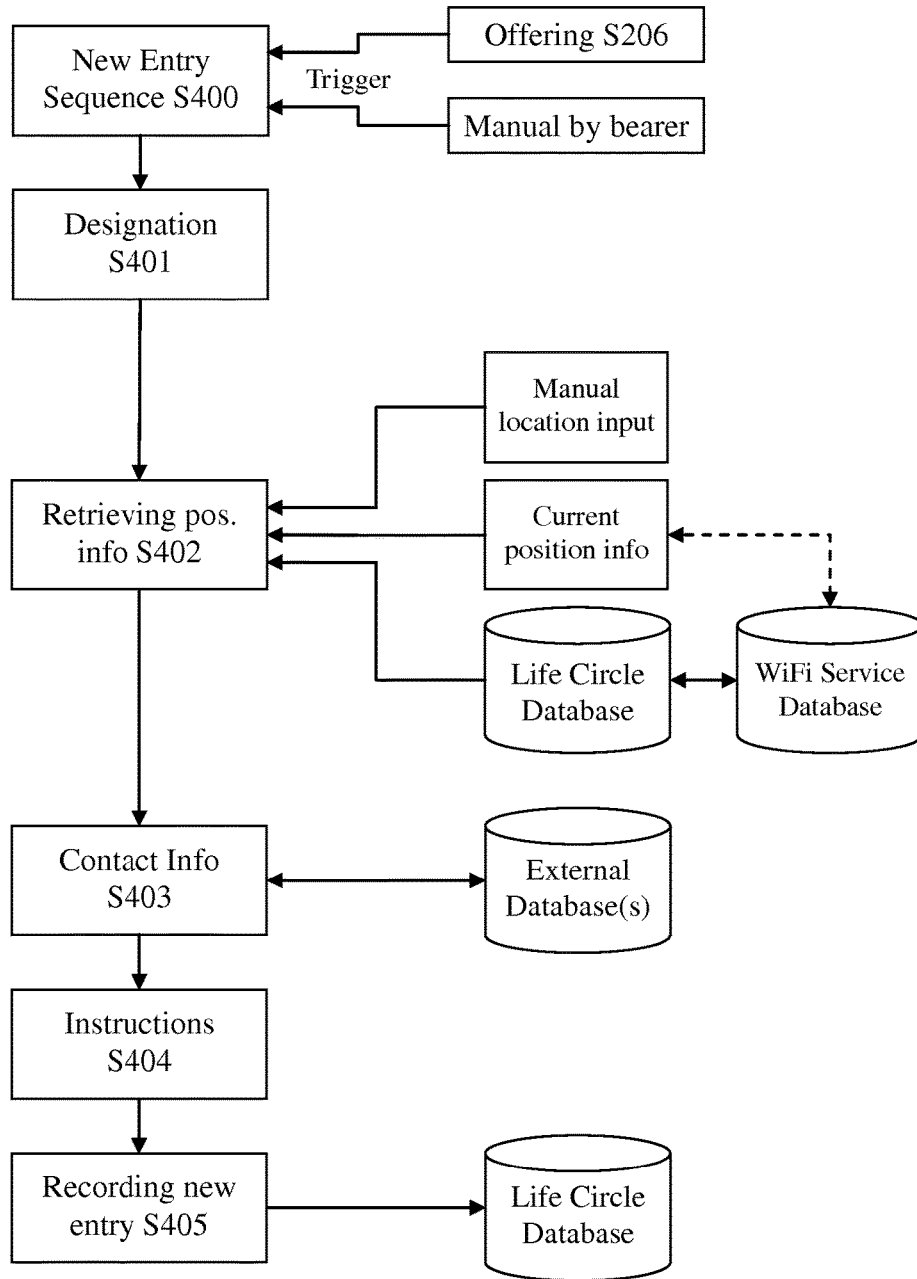 New Entry
Sequence S400
Offering S206
Trigger
Manual by bearer
Designation
S401
Manual
location input
Retrieving pos.
info S402
Current
position info
Life Circle
Database
WiFi Service
Database
Contact Info
S403
External
Database(s)
Instructions
S404
Recording new
entry S405
Life Circle
Database